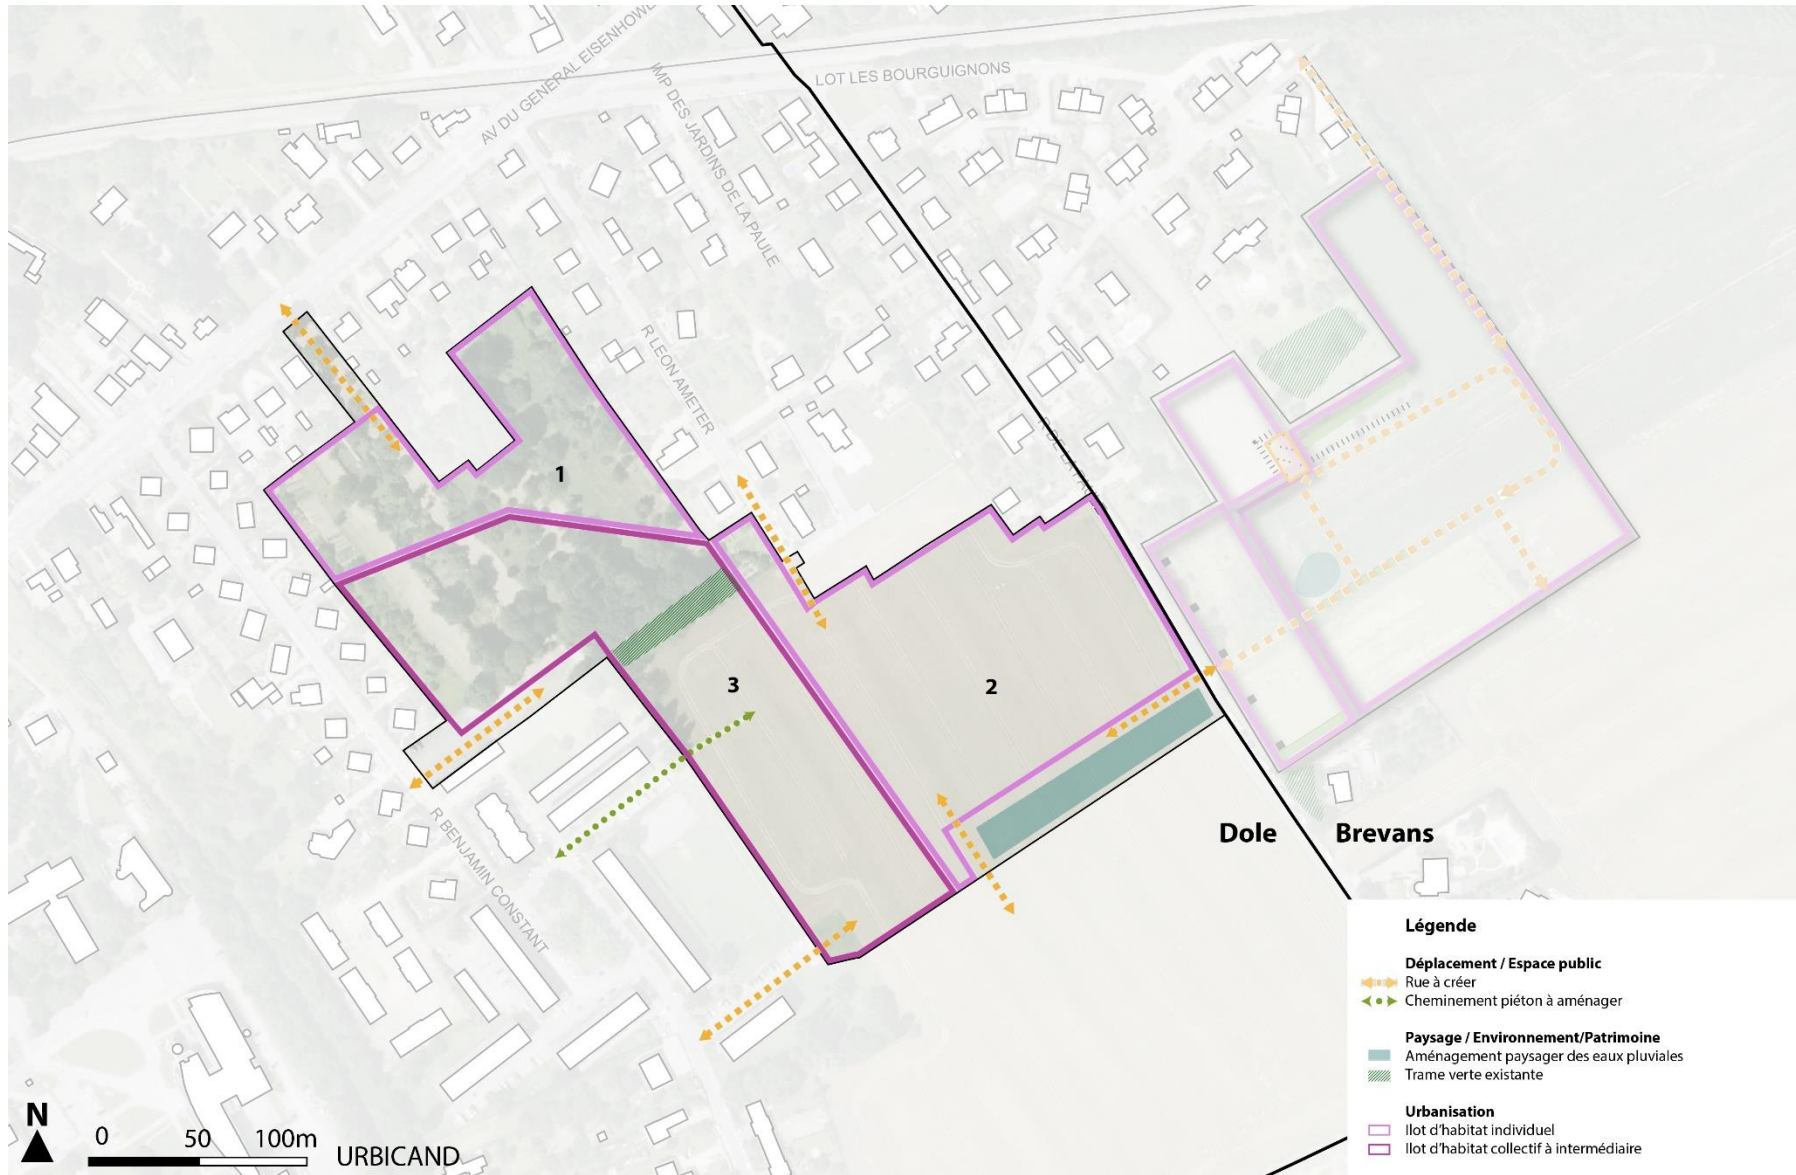 AV DU GENERAL EISENHOWE
IMP DES JARDINS DE LA PAULE
LOT LES BOURGUIGNONS
R LEON AMETER
1
2
3
Dole
Brevans
R BENJAMIN CONSTANT
Légende
Déplacement / Espace public
Rue à créer
Cheminement piéton à aménager
Paysage / Environnement/Patrimoine
Aménagement paysager des eaux pluviales
Trame verte existante
Urbanisation
Ilot d'habitat individuel
Ilot d'habitat collectif à intermédiaire
N
0 50 100m
URBICAND